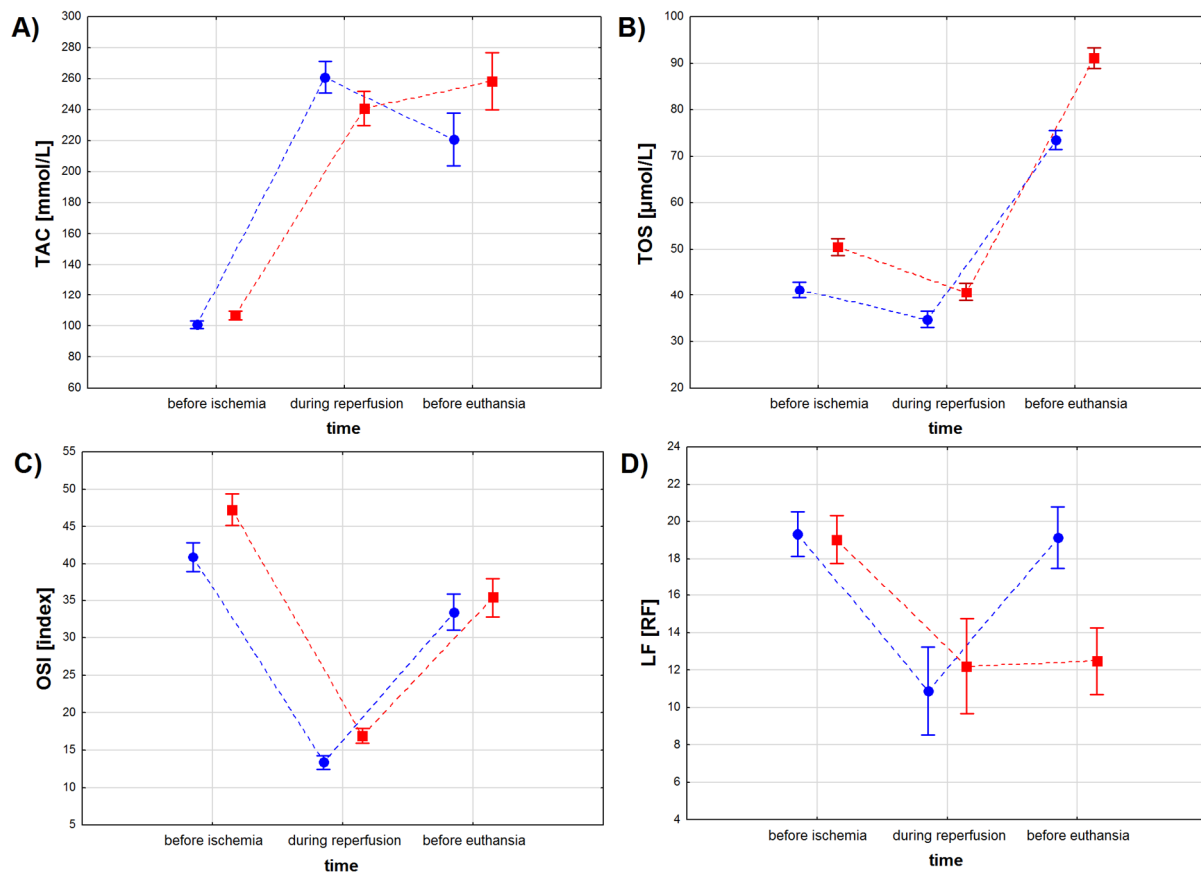 A)
TAC [mmol/L]
300
280
260
240
220
200
180
160
140
120
100
80
60
before ischemia during reperfusion before euthansia
time
B)
TOS [μmol/L]
100
90
80
70
60
50
40
30
20
before ischemia during reperfusion before euthansia
time
C)
OSI [index]
55
50
45
40
35
30
25
20
15
10
5
before ischemia during reperfusion before euthansia
time
D)
LF [RF]
24
22
20
18
16
14
12
10
8
6
4
before ischemia during reperfusion before euthansia
time